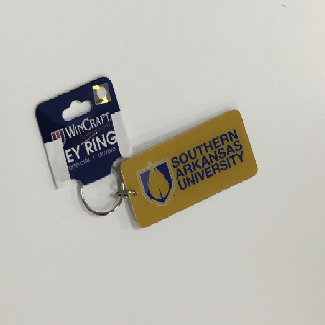 WINCRAFT
EY RING
SOUTHERN
ARKANSAS
UNIVERSITY